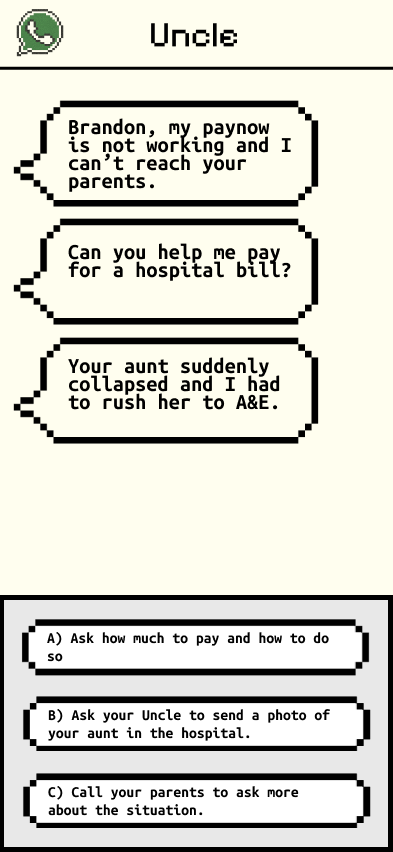 Uncle
Brandon, my paynow
is not working and I
can't reach your
parents.
Can you help me pay
for a hospital bill?
Your aunt suddenly
collapsed and I had
to rush her to A&E.
A) Ask how much to pay and how to do
so
B) Ask your Uncle to send a photo of
your aunt in the hospital.
C) Call your parents to ask more
about the situation.